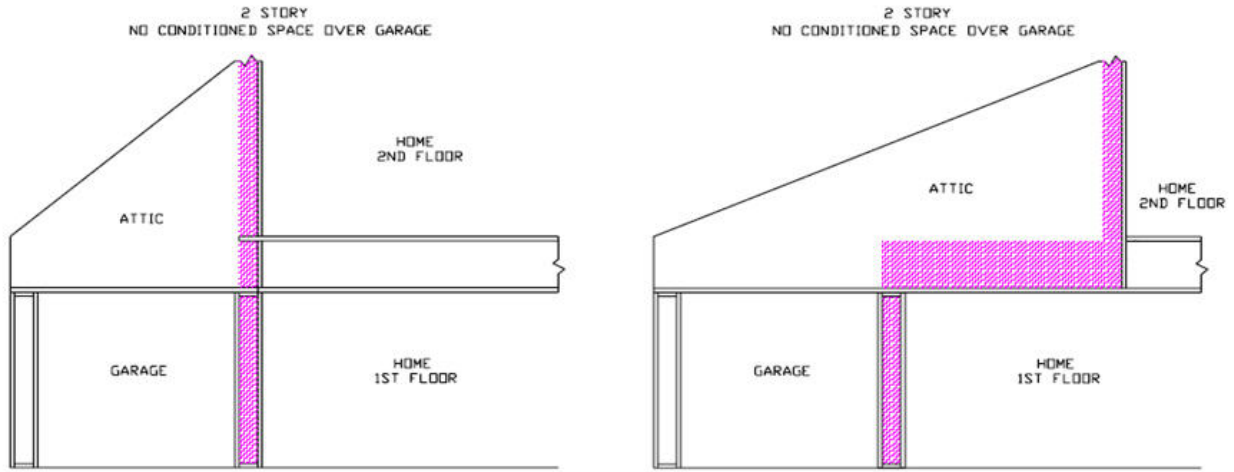 2 STORY
NO CONDITIONED SPACE OVER GARAGE
HOME
2ND FLOOR
ATTIC
GARAGE
HOME
1ST FLOOR
2 STORY
NO CONDITIONED SPACE OVER GARAGE
ATTIC
HOME
2ND FLOOR
GARAGE
HOME
1ST FLOOR